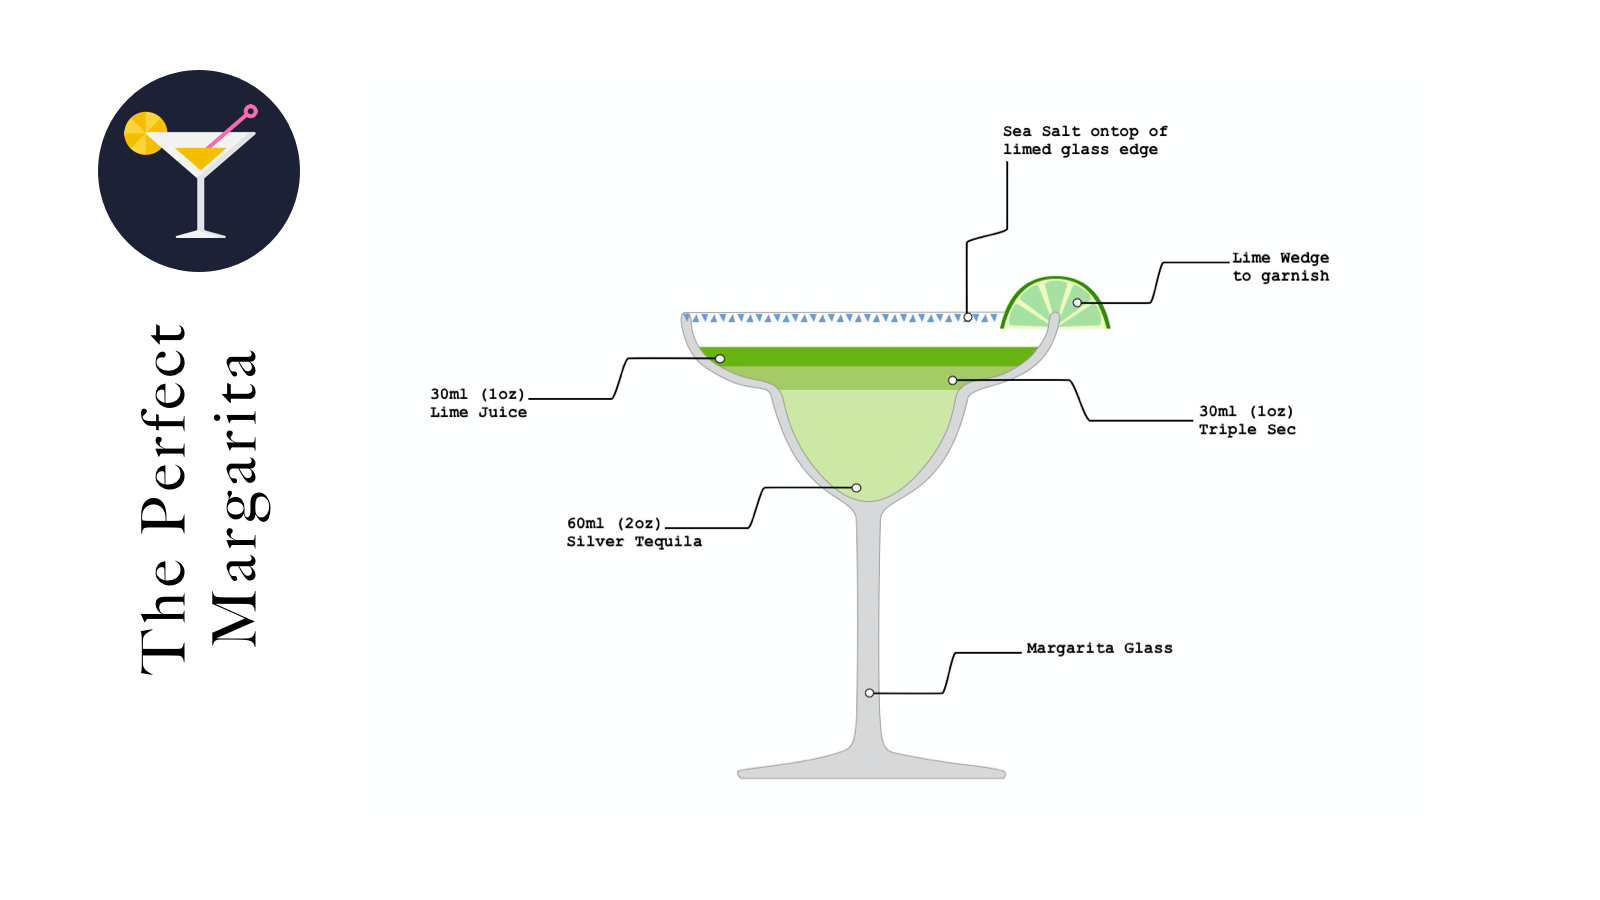 The Perfect
Margarita
Sea Salt ontop of
limed glass edge
Lime Wedge
to garnish
30ml (1oz)
Lime Juice
30ml (1oz)
Triple Sec
60ml (2oz)
Silver Tequila
Margarita Glass